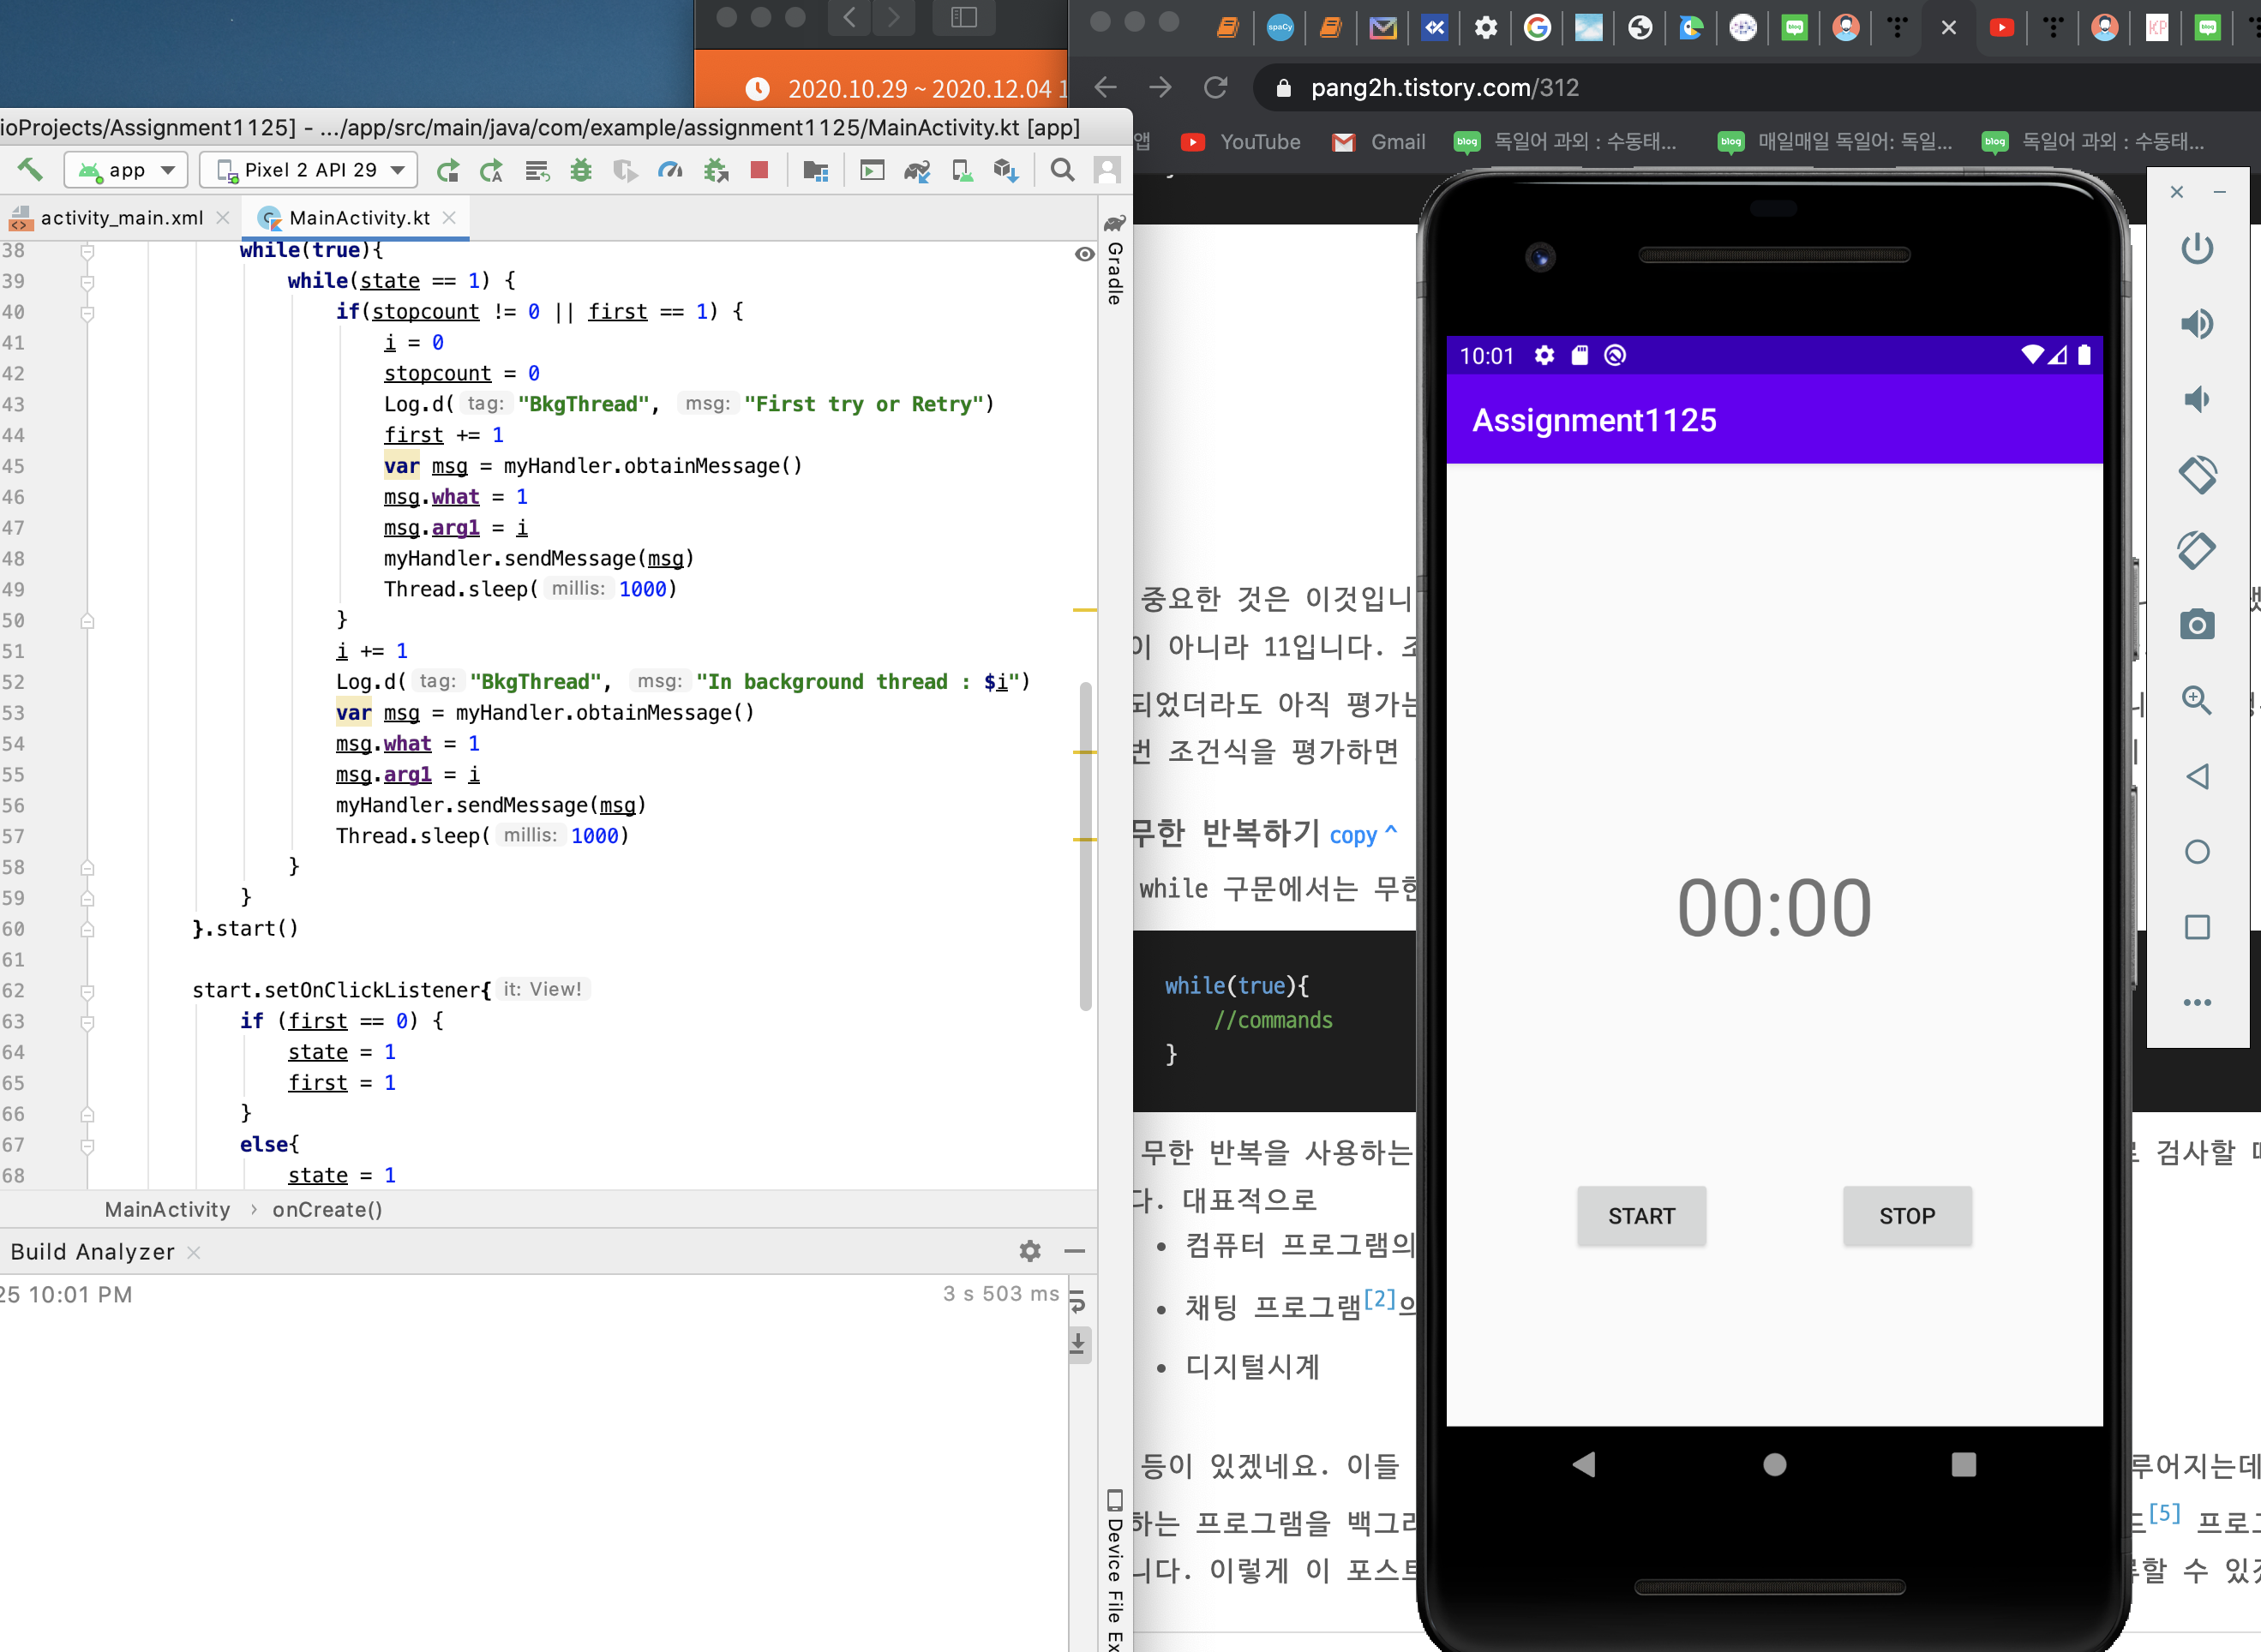 2020.10.29 ~ 2020.12.04 1
pang2h.tistory.com/312
앱
YouTube
Gmail
독일어 과외 : 수동태...
매일매일 독일어: 독일...
독일어 과외 : 수동태...
ioProjects/Assignment1125] - .../app/src/main/java/com/example/assignment1125/MainActivity.kt [app]
app
Pixel 2 API 29
activity_main.xml
MainActivity.kt
Gradle
38 while(true){
39 while(state == 1) {
40 if(stopcount != 0 || first == 1) {
41 i = 0
42 stopcount = 0
43 Log.d( tag: "BkgThread", msg: "First try or Retry")
44 first += 1
45 var msg = myHandler.obtainMessage()
46 msg.what = 1
47 msg.arg1 = i
48 myHandler.sendMessage(msg)
49 Thread.sleep( millis: 1000)
50 }
51 i += 1
52 Log.d( tag: "BkgThread", msg: "In background thread : $i")
53 var msg = myHandler.obtainMessage()
54 msg.what = 1
55 msg.arg1 = i
56 myHandler.sendMessage(msg)
57 Thread.sleep( millis: 1000)
58 }
59 }
60 }.start()
61
62 start.setOnClickListener{ it: View!
63 if (first == 0) {
64 state = 1
65 first = 1
66 }
67 else{
68 state = 1
MainActivity › onCreate()
Build Analyzer
25 10:01 PM
3 s 503 ms
Device File Ex
중요한 것은 이것입니
이 아니라 11입니다.
되었더라도 아직 평가는
번 조건식을 평가하면
무한 반복하기 copy ^
while 구문에서는 무한
while(true){
//commands
}
무한 반복을 사용하는
로 검사할 때
다. 대표적으로
• 컴퓨터 프로그램의
• 채팅 프로그램[2]의
• 디지털시계
등이 있겠네요. 이들
루어지는데
하는 프로그램을 백그라
드[5] 프로그
니다. 이렇게 이 포스트
류할 수 있겠
10:01
Assignment1125
00:00
START
STOP